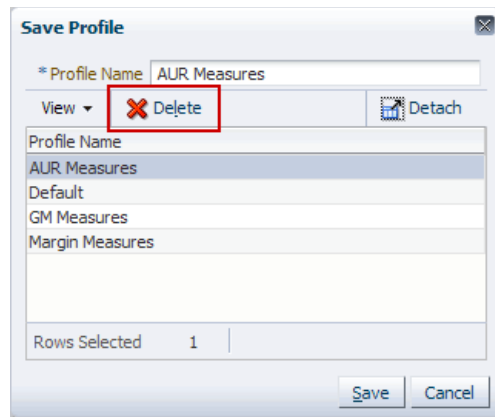 Save Profile
* Profile Name AUR Measures
View Delete Detach
Profile Name
AUR Measures
Default
GM Measures
Margin Measures
Rows Selected 1
Save Cancel